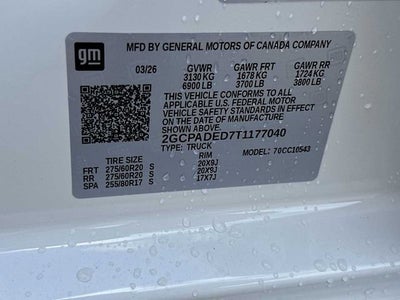 gm
MFD BY GENERAL MOTORS OF CANADA COMPANY
03/26 GVWR GAWR FRT GAWR RR
3130 KG 1678 KG 1724 KG
6900 LB 3700 LB 3800 LB
THIS VEHICLE CONFORMS TO ALL
APPLICABLE U.S. FEDERAL MOTOR
VEHICLE SAFETY STANDARDS IN EFFECT
ON THE DATE OF MANUFACTURE
2GCPADED7T1177040
TYPE: TRUCK MODEL: 70CC10543
TIRE SIZE RIM
FRT 275/60R20 S 20X9J
RR 275/60R20 S 20X9J
SPA 255/80R17 S 17X7J